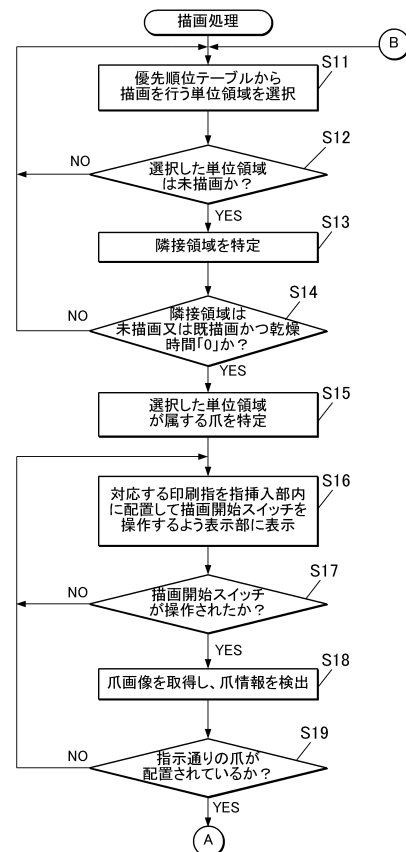 描画処理
B
S11
優先順位テーブルから
描画を行う単位領域を選択
S12
NO
選択した単位領域
は未描画か？
YES
S13
隣接領域を特定
S14
NO
隣接領域は
未描画又は既描画かつ乾燥
時間「0」か？
YES
S15
選択した単位領域
が属する爪を特定
S16
対応する印刷指を指挿入部内
に配置して描画開始スイッチを
操作するよう表示部に表示
S17
NO
描画開始スイッチ
が操作されたか？
YES
S18
爪画像を取得し、爪情報を検出
S19
NO
指示通りの爪が
配置されているか？
YES
A